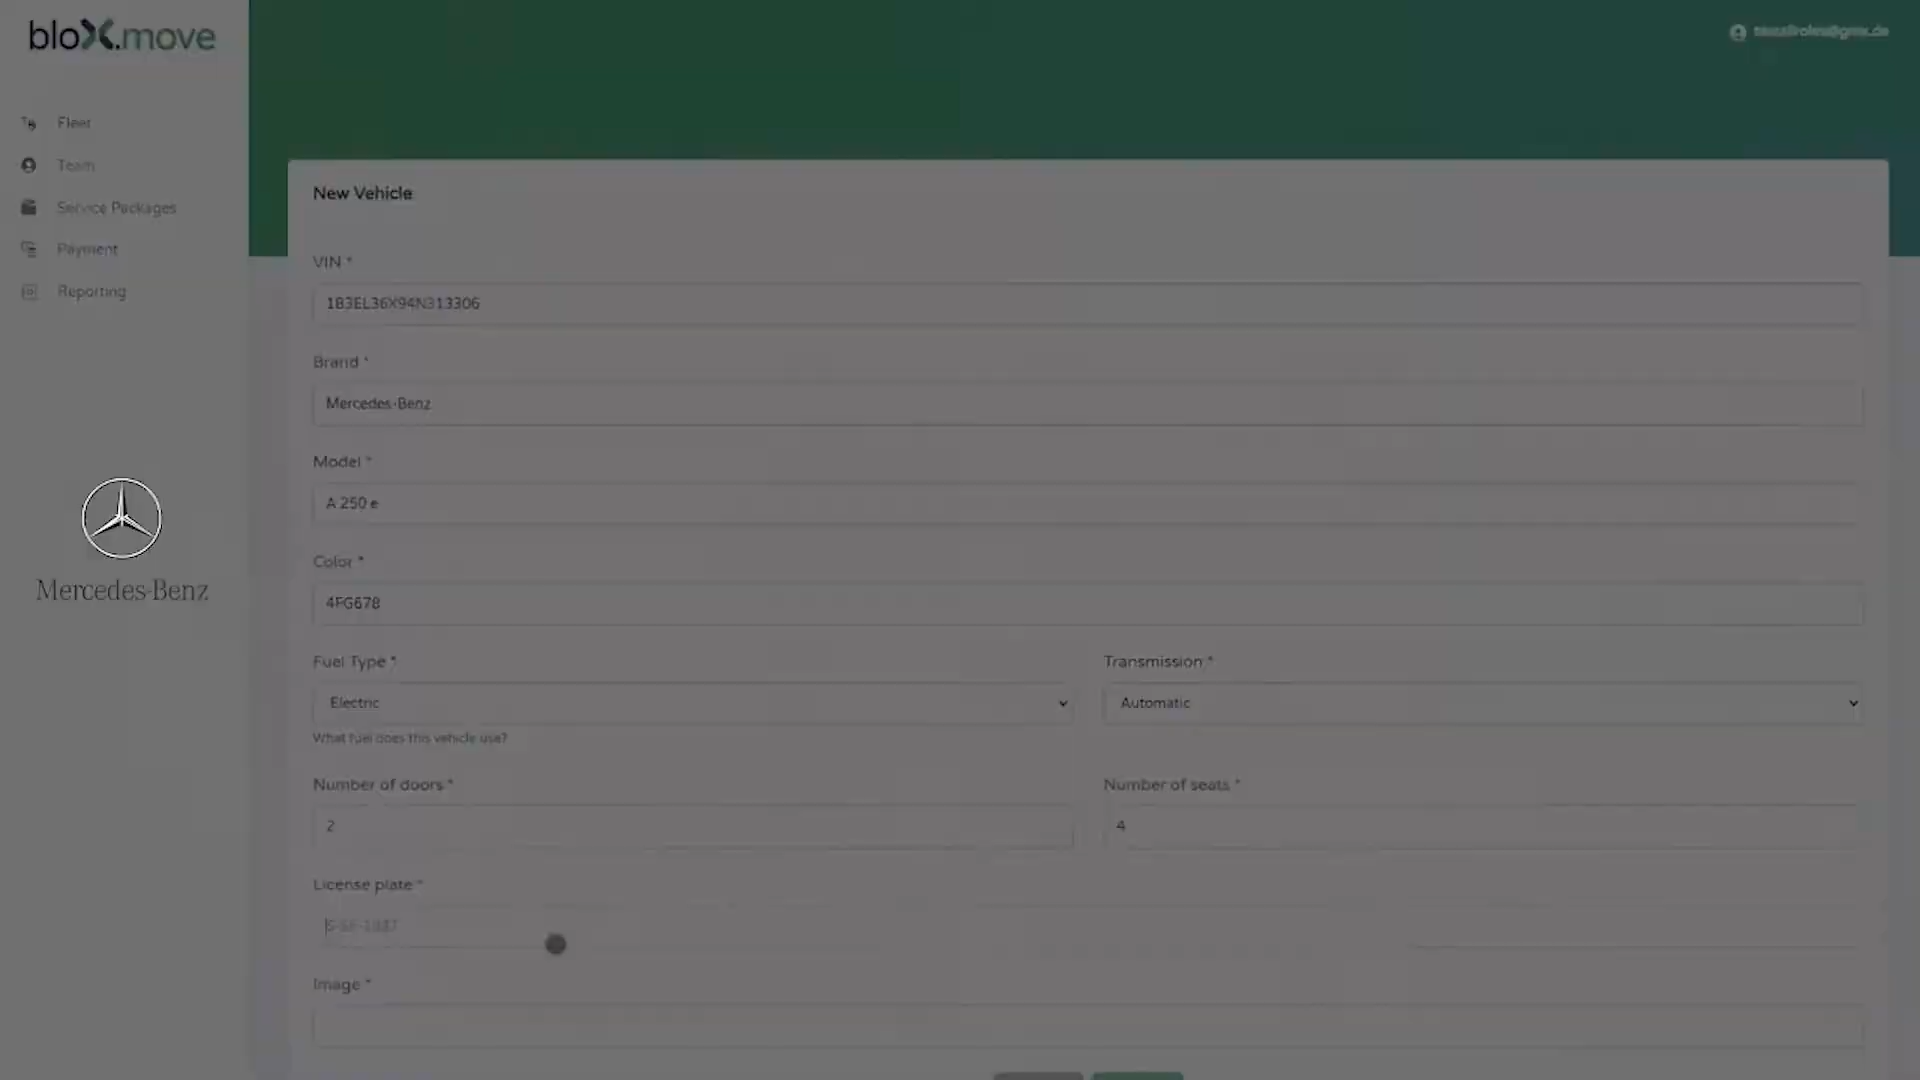 bloX.move
Fleet
Team
Service Packages
Payment
Reporting
Mercedes-Benz
New Vehicle
VIN *
1B3EL36X94N313306
Brand *
Mercedes-Benz
Model *
A 250 e
Color *
4FG678
Fuel Type *
Transmission *
Electric
Automatic
What fuel does this vehicle use?
Number of doors *
Number of seats *
2
4
License plate *
Image *